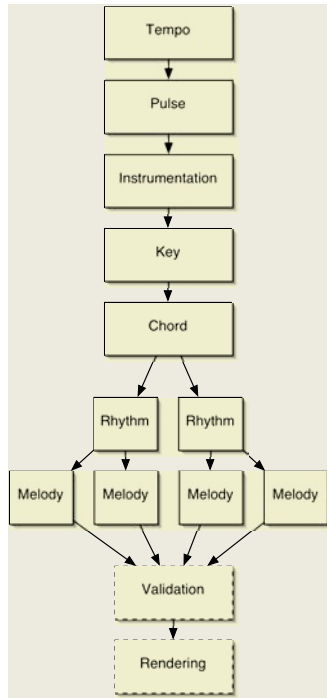 Tempo
Pulse
Instrumentation
Key
Chord
Rhythm Rhythm
Melody Melody Melody Melody
Validation
Rendering